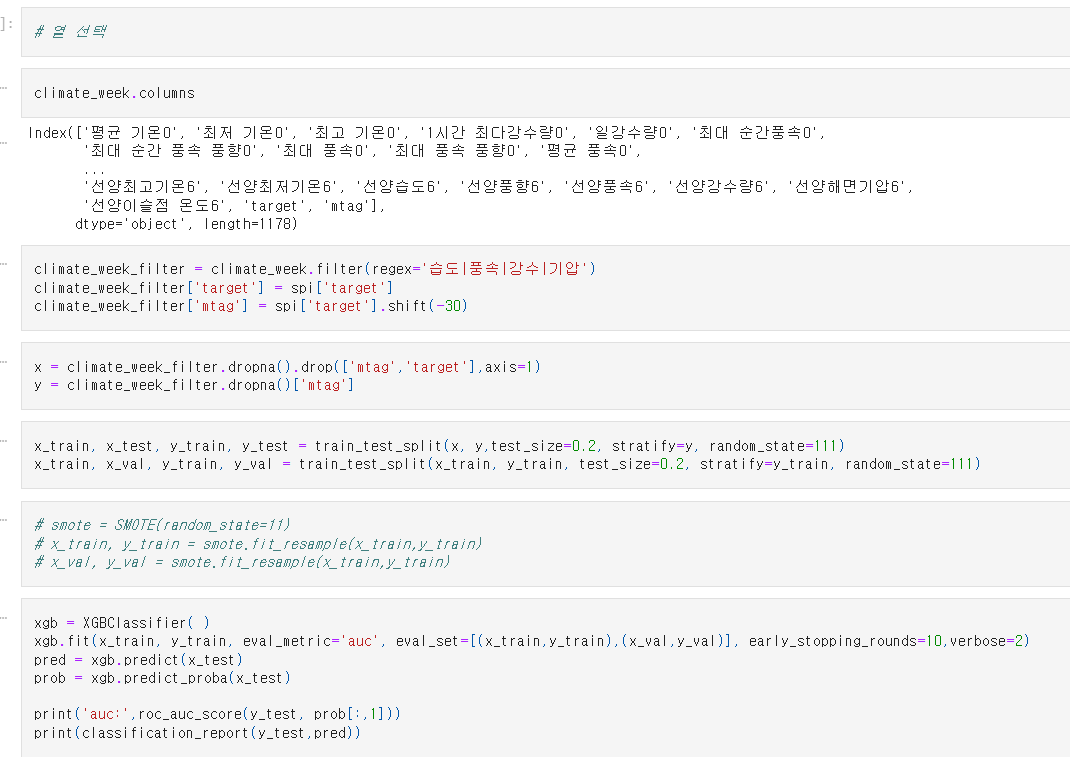 ]:
# 열 선택
climate_week.columns
Index(['평균 기온0', '최저 기온0', '최고 기온0', '1시간 최다강수량0', '일강수량0', '최대 순간풍속0',
'최대 순간 풍속 풍향0', '최대 풍속0', '최대 풍속 풍향0', '평균 풍속0',
...
'선양최고기온6', '선양최저기온6', '선양습도6', '선양풍향6', '선양풍속6', '선양강수량6', '선양해면기압6',
'선양이슬점 온도6', 'target', 'mtag'],
dtype='object', length=1178)
climate_week_filter = climate_week.filter(regex='습도|풍속|강수|기압')
climate_week_filter['target'] = spi['target']
climate_week_filter['mtag'] = spi['target'].shift(-30)
x = climate_week_filter.dropna().drop(['mtag','target'],axis=1)
y = climate_week_filter.dropna()['mtag']
x_train, x_test, y_train, y_test = train_test_split(x, y,test_size=0.2, stratify=y, random_state=111)
x_train, x_val, y_train, y_val = train_test_split(x_train, y_train, test_size=0.2, stratify=y_train, random_state=111)
# smote = SMOTE(random_state=11)
# x_train, y_train = smote.fit_resample(x_train,y_train)
# x_val, y_val = smote.fit_resample(x_train,y_train)
xgb = XGBClassifier( )
xgb.fit(x_train, y_train, eval_metric='auc', eval_set=[(x_train,y_train),(x_val,y_val)], early_stopping_rounds=10,verbose=2)
pred = xgb.predict(x_test)
prob = xgb.predict_proba(x_test)
print('auc:',roc_auc_score(y_test, prob[:,1]))
print(classification_report(y_test,pred))